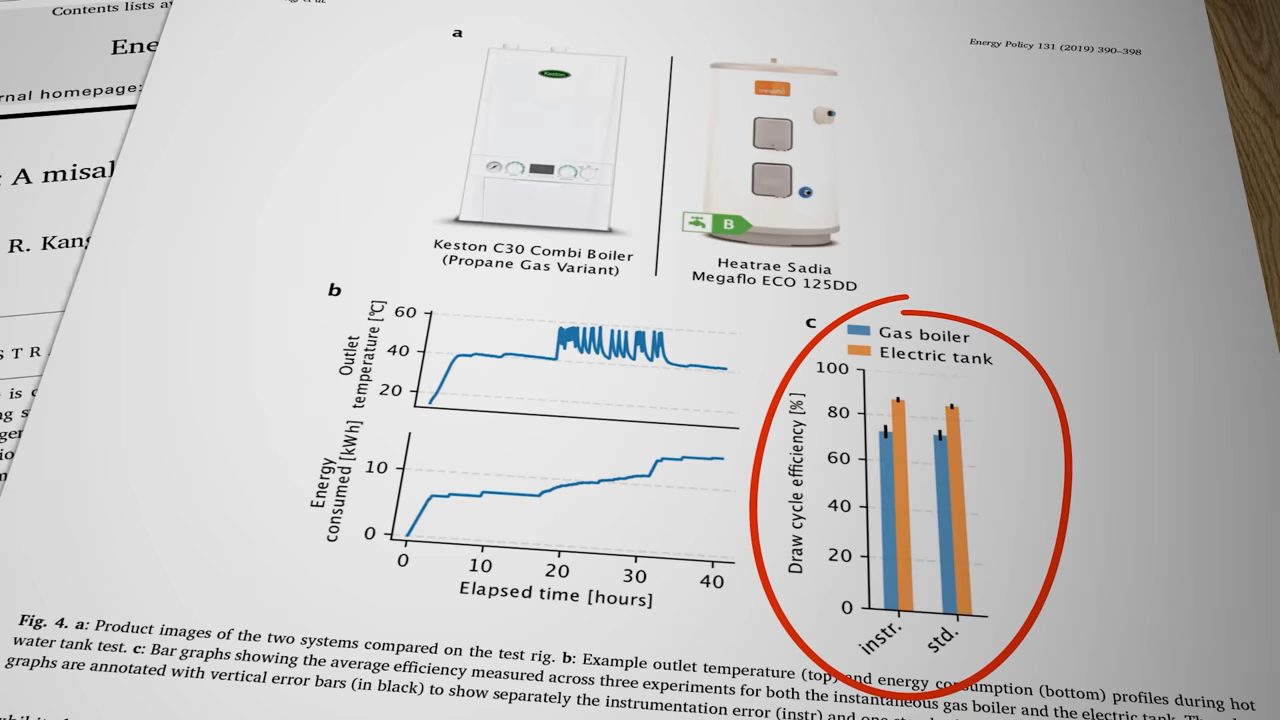 Contents lists
Ene
rnal homepage:
: A misal
R. Kang
S T R
Energy Policy 131 (2019) 390–398
a
Keston
megaflo
B
Keston C30 Combi Boiler
(Propane Gas Variant)
Heatrae Sadia
Megaflo ECO 125DD
b
Outlet
temperature [°C]
60
40
20
Energy
consumed [kWh]
10
0
0 10 20 30 40
Elapsed time [hours]
c
Gas boiler
Electric tank
Draw cycle efficiency [%]
100
80
60
40
20
0
instr. std.
Fig. 4. a: Product images of the two systems compared on the test rig. b: Example outlet temperature (top) and energy consumption (bottom) profiles during hot
water tank test. c: Bar graphs showing the average efficiency measured across three experiments for both the instantaneous gas boiler and the electric tank.
graphs are annotated with vertical error bars (in black) to show separately the instrumentation error (instr) and one